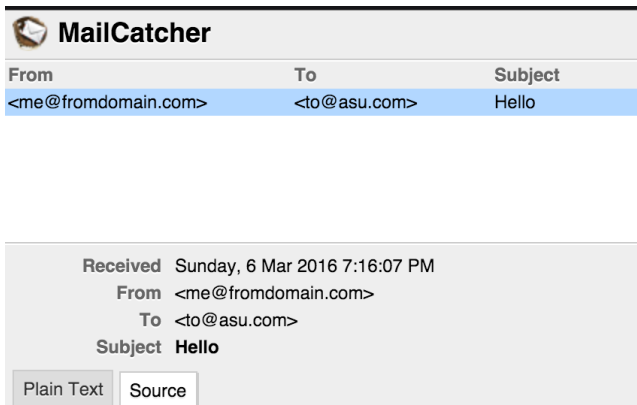 MailCatcher
From To Subject
<me@fromdomain.com> <to@asu.com> Hello
Received Sunday, 6 Mar 2016 7:16:07 PM
From <me@fromdomain.com>
To <to@asu.com>
Subject Hello
Plain Text Source